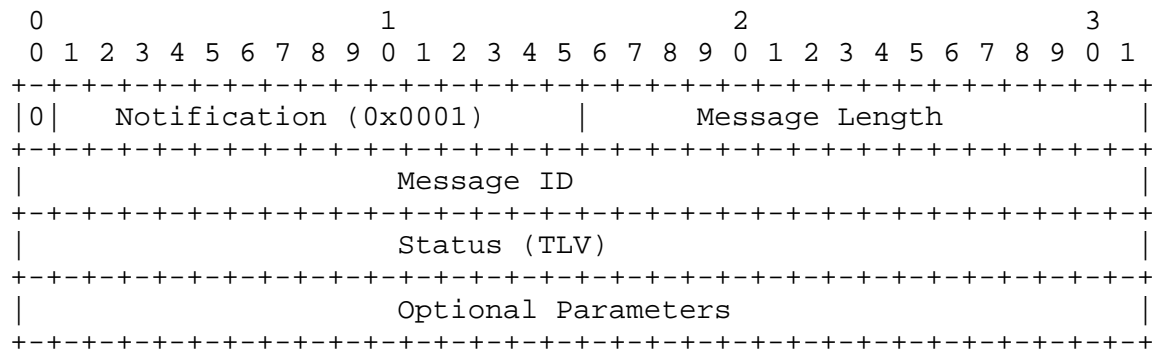 0                   1                   2                   3
 0 1 2 3 4 5 6 7 8 9 0 1 2 3 4 5 6 7 8 9 0 1 2 3 4 5 6 7 8 9 0 1
+-+-+-+-+-+-+-+-+-+-+-+-+-+-+-+-+-+-+-+-+-+-+-+-+-+-+-+-+-+-+-+-+
|0|   Notification (0x0001)     |      Message Length           |
+-+-+-+-+-+-+-+-+-+-+-+-+-+-+-+-+-+-+-+-+-+-+-+-+-+-+-+-+-+-+-+-+
|                     Message ID                                |
+-+-+-+-+-+-+-+-+-+-+-+-+-+-+-+-+-+-+-+-+-+-+-+-+-+-+-+-+-+-+-+-+
|                     Status (TLV)                              |
+-+-+-+-+-+-+-+-+-+-+-+-+-+-+-+-+-+-+-+-+-+-+-+-+-+-+-+-+-+-+-+-+
|                     Optional Parameters                       |
+-+-+-+-+-+-+-+-+-+-+-+-+-+-+-+-+-+-+-+-+-+-+-+-+-+-+-+-+-+-+-+-+